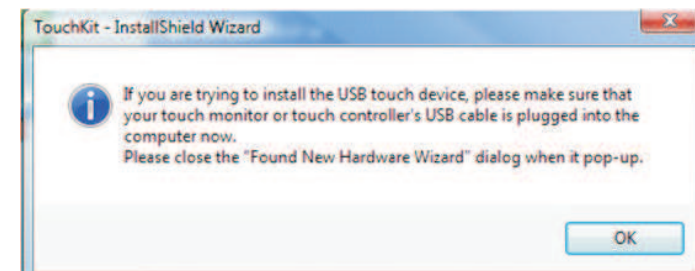 TouchKit - InstallShield Wizard
If you are trying to install the USB touch device, please make sure that
your touch monitor or touch controller's USB cable is plugged into the
computer now.
Please close the "Found New Hardware Wizard" dialog when it pop-up.
OK